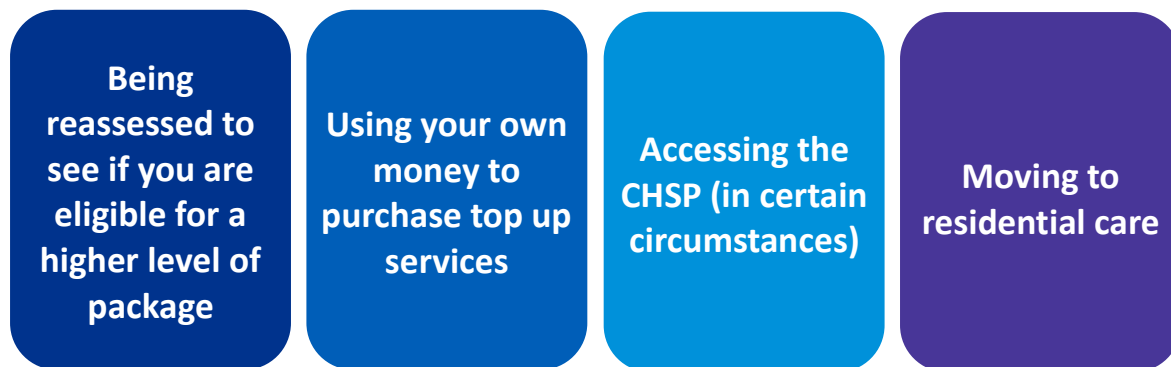 Being
reassessed to
see if you are
eligible for a
higher level of
package
Using your own
money to
purchase top up
services
Accessing the
CHSP (in certain
circumstances)
Moving to
residential care